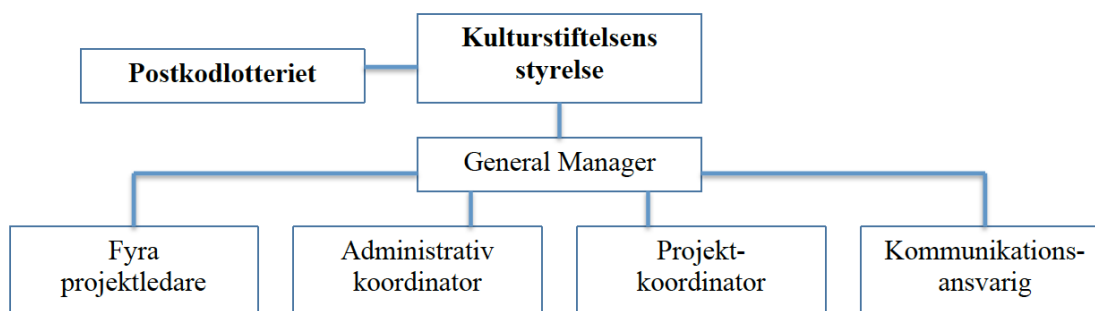 Kulturstiftelsens
styrelse
Postkodlotteriet
General Manager
Fyra
projektledare
Administrativ
koordinator
Projekt-
koordinator
Kommunikations-
ansvarig